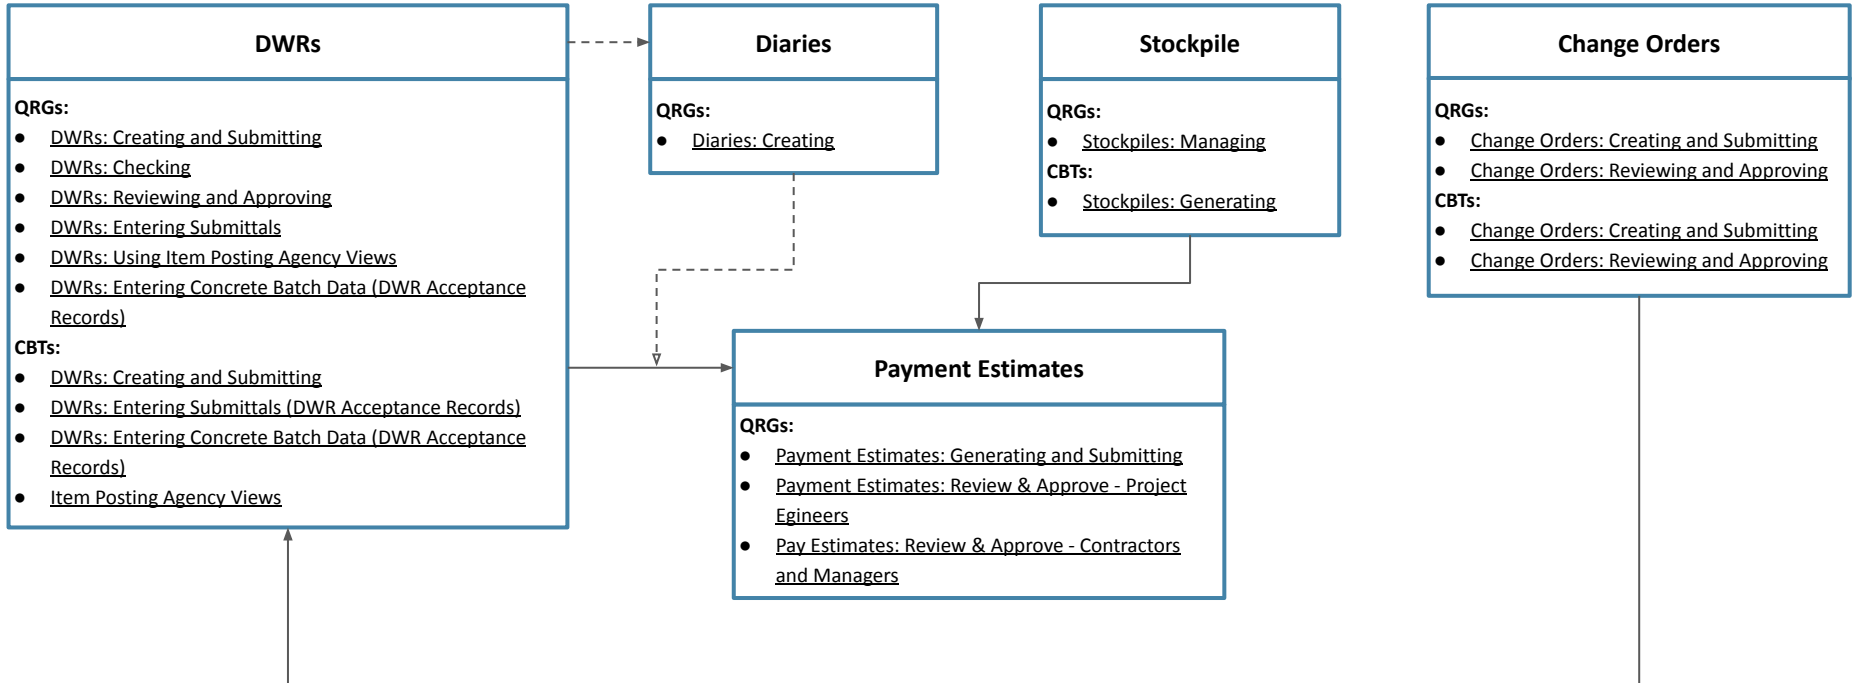 DWRs
QRGs:
● DWRs: Creating and Submitting
● DWRs: Checking
● DWRs: Reviewing and Approving
● DWRs: Entering Submittals
● DWRs: Using Item Posting Agency Views
● DWRs: Entering Concrete Batch Data (DWR Acceptance
Records)
CBTs:
● DWRs: Creating and Submitting
● DWRs: Entering Submittals (DWR Acceptance Records)
● DWRs: Entering Concrete Batch Data (DWR Acceptance
Records)
● Item Posting Agency Views
Diaries
QRGs:
● Diaries: Creating
Stockpile
QRGs:
● Stockpiles: Managing
CBTs:
● Stockpiles: Generating
Change Orders
QRGs:
● Change Orders: Creating and Submitting
● Change Orders: Reviewing and Approving
CBTs:
● Change Orders: Creating and Submitting
● Change Orders: Reviewing and Approving
Payment Estimates
QRGs:
● Payment Estimates: Generating and Submitting
● Payment Estimates: Review & Approve - Project
Egineers
● Pay Estimates: Review & Approve - Contractors
and Managers